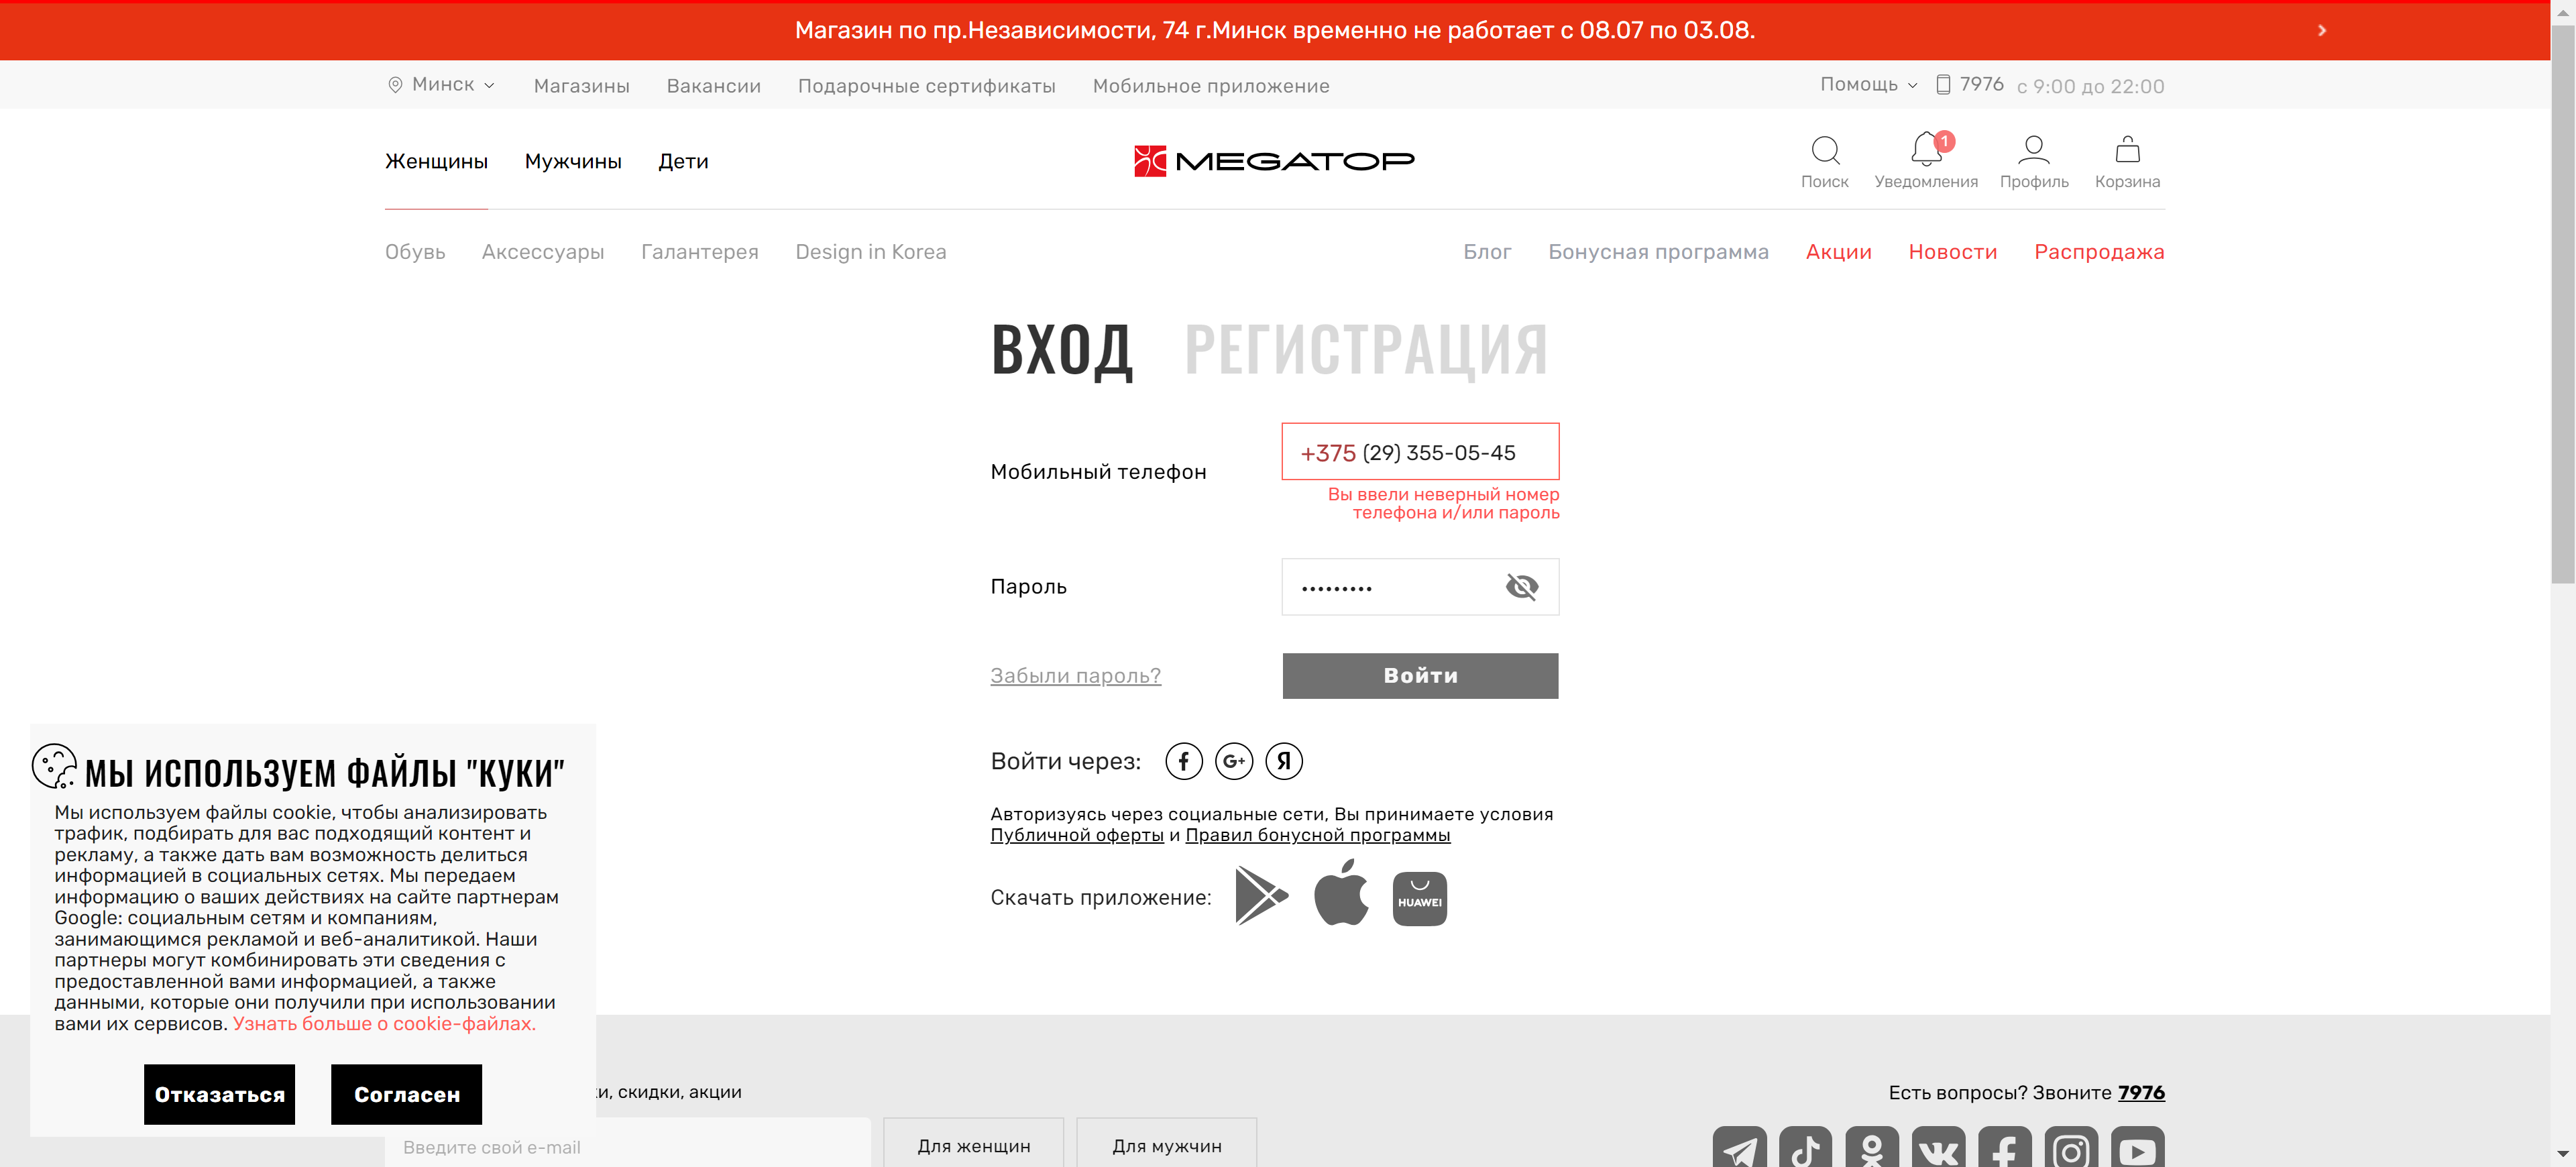 Магазин по пр.Независимости, 74 г.Минск временно не работает с 08.07 по 03.08.
Минск Магазины Вакансии Подарочные сертификаты Мобильное приложение Помощь 7976 с 9:00 до 22:00
Женщины Мужчины Дети MEGATOP 1
Поиск Уведомления Профиль Корзина
Обувь Аксессуары Галантерея Design in Korea Блог Бонусная программа Акции Новости Распродажа
ВХОД РЕГИСТРАЦИЯ
Мобильный телефон +375 (29) 355-05-45
Вы ввели неверный номер
телефона и/или пароль
Пароль
Забыли пароль? Войти
Войти через: f G+ Я
Авторизуясь через социальные сети, Вы принимаете условия
Публичной оферты и Правил бонусной программы
Скачать приложение: HUAWEI
МЫ ИСПОЛЬЗУЕМ ФАЙЛЫ "КУКИ"
Мы используем файлы cookie, чтобы анализировать
трафик, подбирать для вас подходящий контент и
рекламу, а также дать вам возможность делиться
информацией в социальных сетях. Мы передаем
информацию о ваших действиях на сайте партнерам
Google: социальным сетям и компаниям,
занимающимся рекламой и веб-аналитикой. Наши
партнеры могут комбинировать эти сведения с
предоставленной вами информацией, а также
данными, которые они получили при использовании
вами их сервисов. Узнать больше о cookie-файлах.
Отказаться Согласен
скидки, акции
Есть вопросы? Звоните 7976
Введите свой e-mail Для женщин Для мужчин